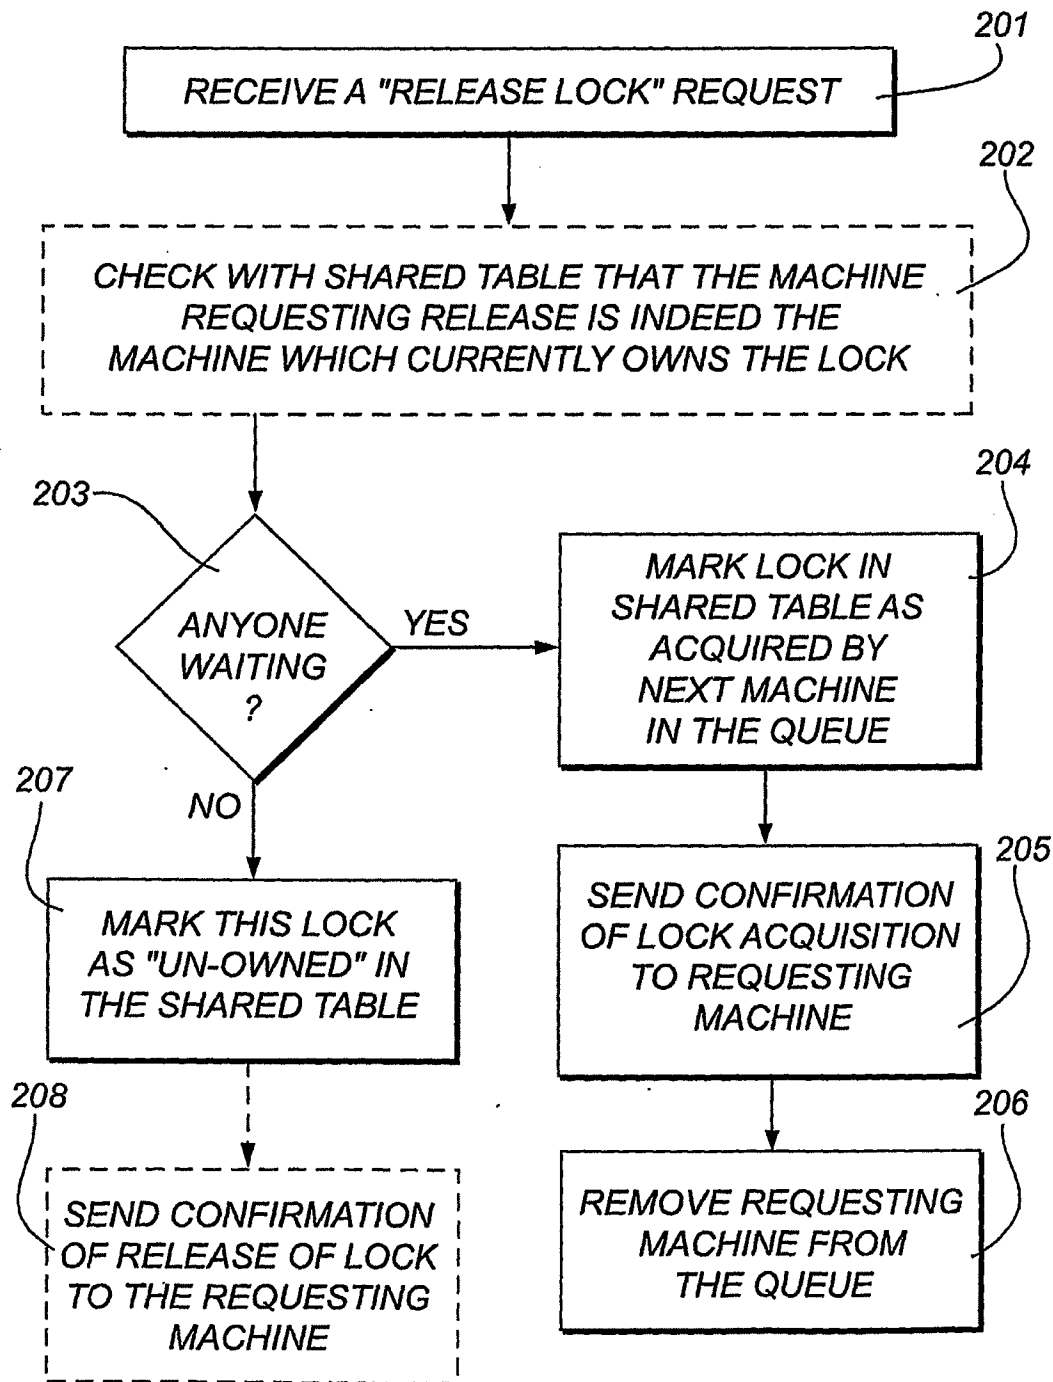 201
RECEIVE A "RELEASE LOCK" REQUEST
202
CHECK WITH SHARED TABLE THAT THE MACHINE
REQUESTING RELEASE IS INDEED THE
MACHINE WHICH CURRENTLY OWNS THE LOCK
203
ANYONE
WAITING
?
YES
NO
204
MARK LOCK IN
SHARED TABLE AS
ACQUIRED BY
NEXT MACHINE
IN THE QUEUE
205
SEND CONFIRMATION
OF LOCK ACQUISITION
TO REQUESTING
MACHINE
206
REMOVE REQUESTING
MACHINE FROM
THE QUEUE
207
MARK THIS LOCK
AS "UN-OWNED" IN
THE SHARED TABLE
208
SEND CONFIRMATION
OF RELEASE OF LOCK
TO THE REQUESTING
MACHINE